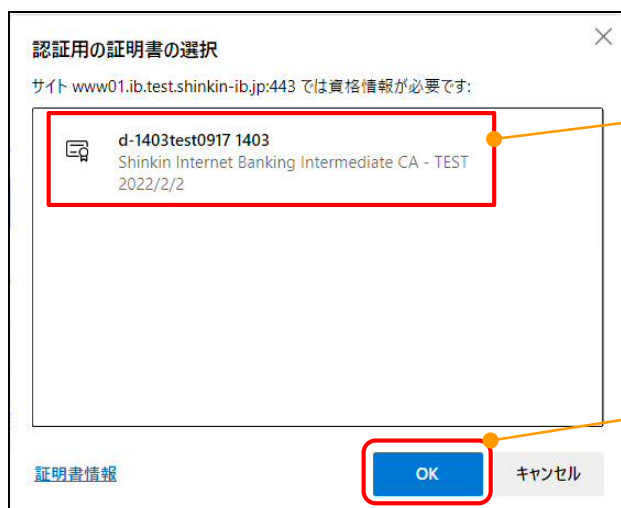 認証用の証明書の選択
サイト www01.ib.test.shinkin-ib.jp:443 では資格情報が必要です:
d-1403test0917 1403
Shinkin Internet Banking Intermediate CA - TEST
2022/2/2
証明書情報
OK
キャンセル